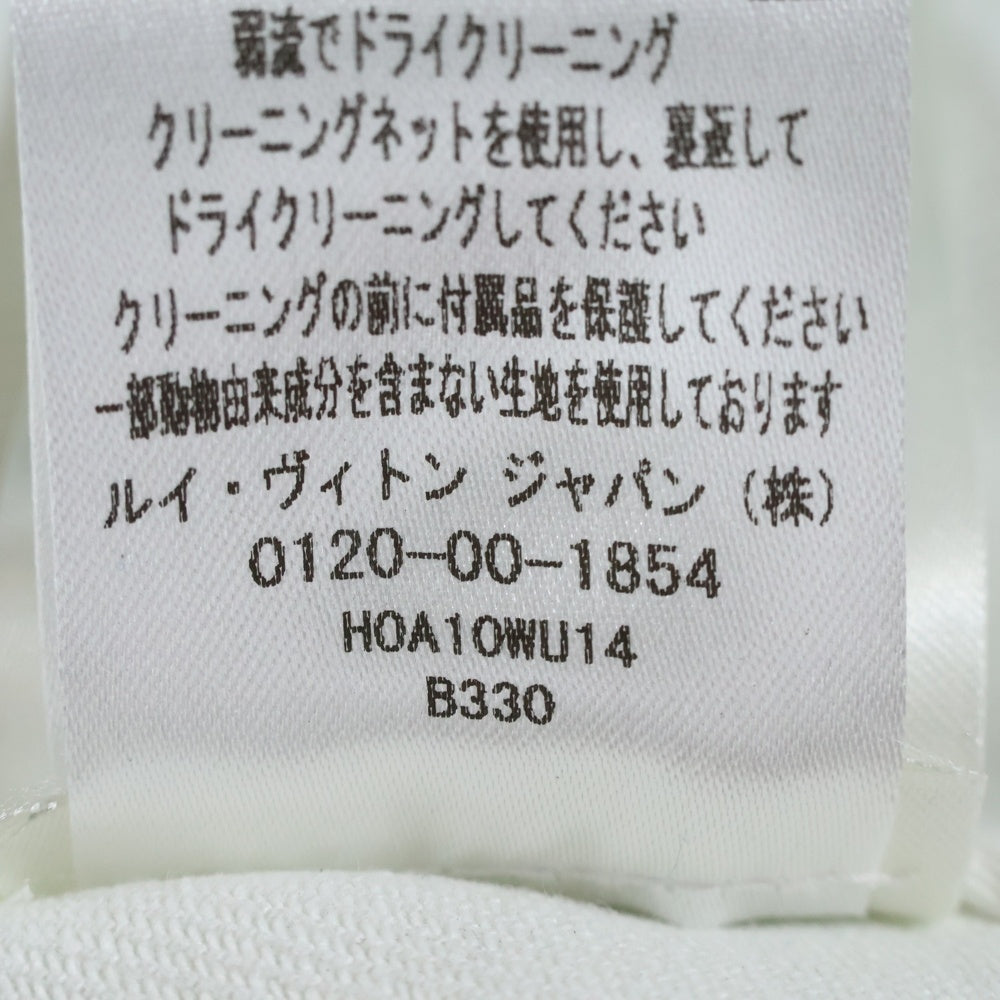 弱流でドライクリーニング
クリーニングネットを使用し、裏返して
ドライクリーニングしてください
クリーニングの前に付属品を保護してください
一部動物由来成分を含まない生地を使用しております
ルイ・ヴィトン ジャパン（株）
0120-00-1854
HOA10WU14
B330